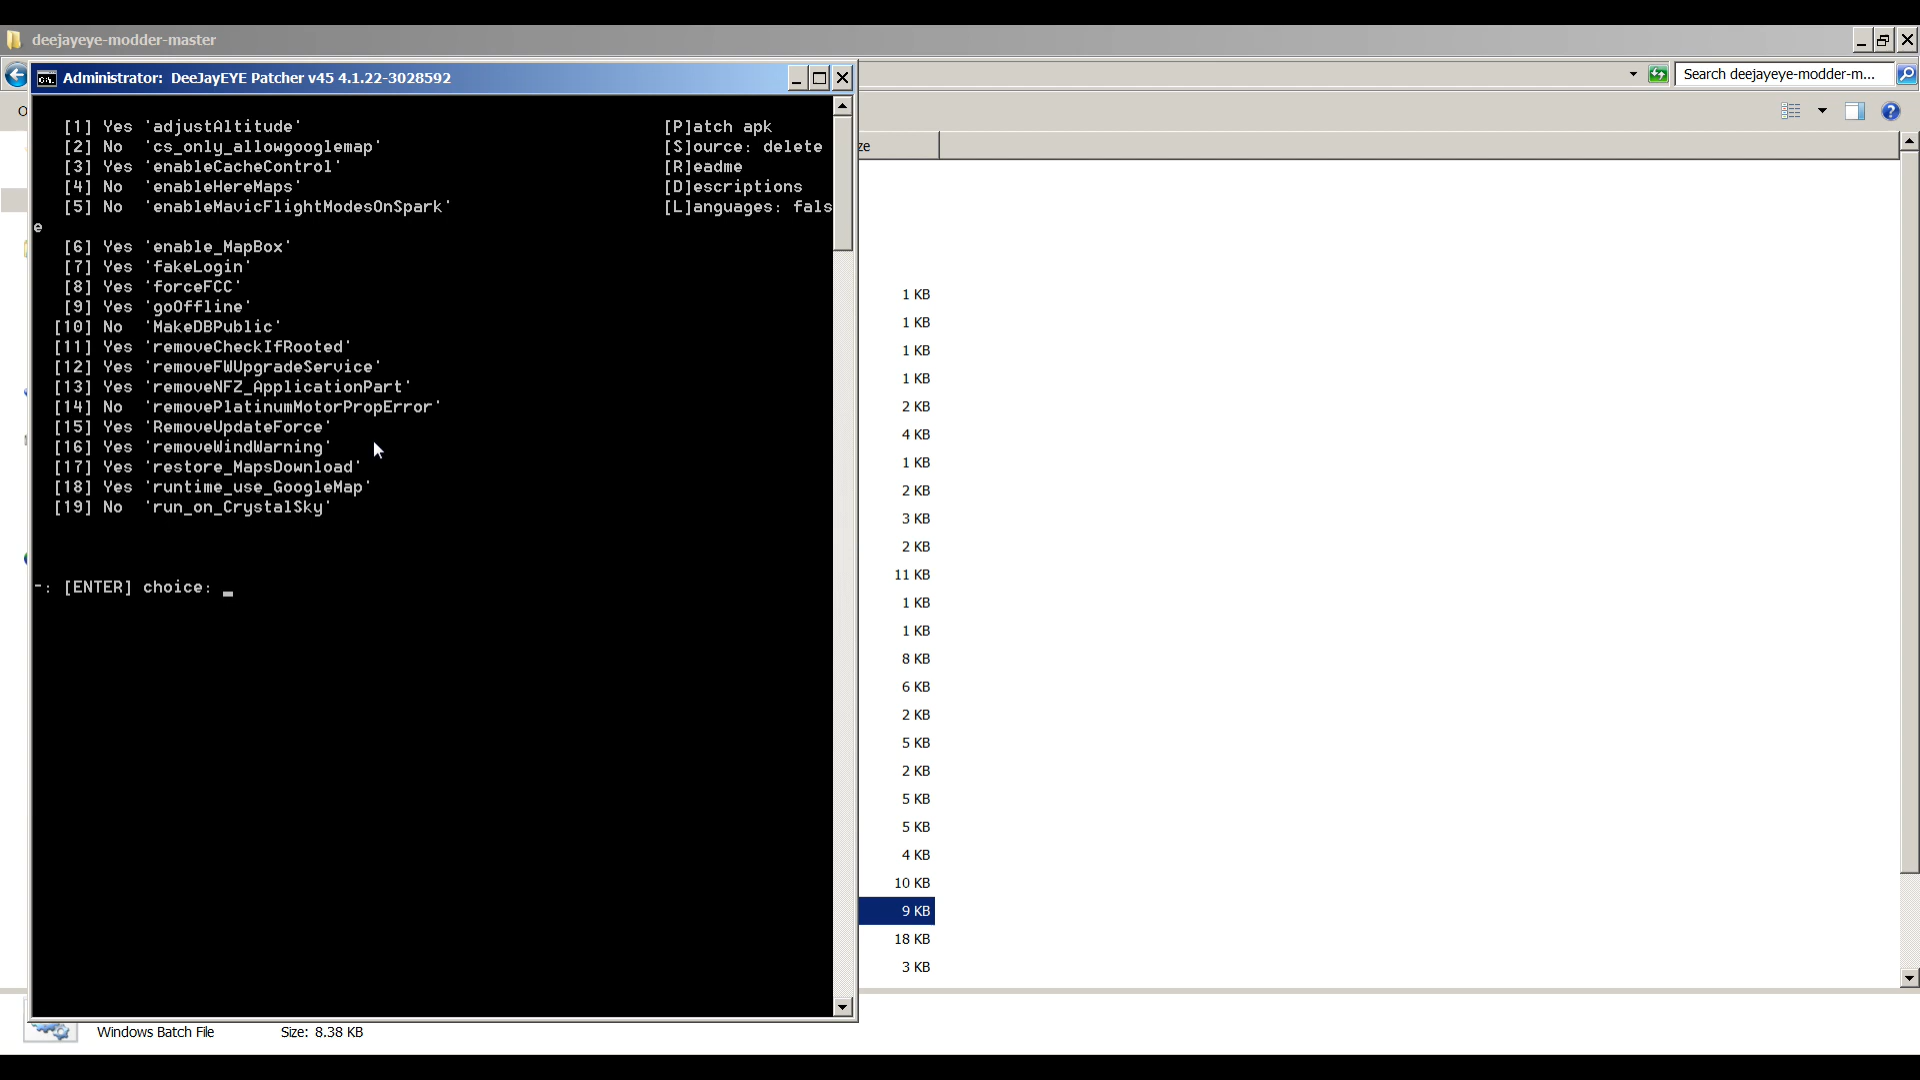 deejayeye-modder-master
Administrator: DeeJayEYE Patcher v45 4.1.22-3028592
Search deejayeye-modder-m...
[1] Yes 'adjustAltitude' [P]atch apk
[2] No 'cs_only_allowgooglemap' [S]ource: delete
[3] Yes 'enableCacheControl' [R]eadme
[4] No 'enableHereMaps' [D]escriptions
[5] No 'enableMavicFlightModesOnSpark' [L]anguages: fals
e
[6] Yes 'enable_MapBox'
[7] Yes 'fakeLogin'
[8] Yes 'forceFCC'
[9] Yes 'goOffline'
[10] No 'MakeDBPublic'
[11] Yes 'removeCheckIfRooted'
[12] Yes 'removeFWUpgradeService'
[13] Yes 'removeNFZ_ApplicationPart'
[14] No 'removePlatinumMotorPropError'
[15] Yes 'RemoveUpdateForce'
[16] Yes 'removeWindWarning'
[17] Yes 'restore_MapsDownload'
[18] Yes 'runtime_use_GoogleMap'
[19] No 'run_on_CrystalSky'
-: [ENTER] choice: _
ze
1 KB
1 KB
1 KB
1 KB
2 KB
4 KB
1 KB
2 KB
3 KB
2 KB
11 KB
1 KB
1 KB
8 KB
6 KB
2 KB
5 KB
2 KB
5 KB
5 KB
4 KB
10 KB
9 KB
18 KB
3 KB
Windows Batch File Size: 8.38 KB